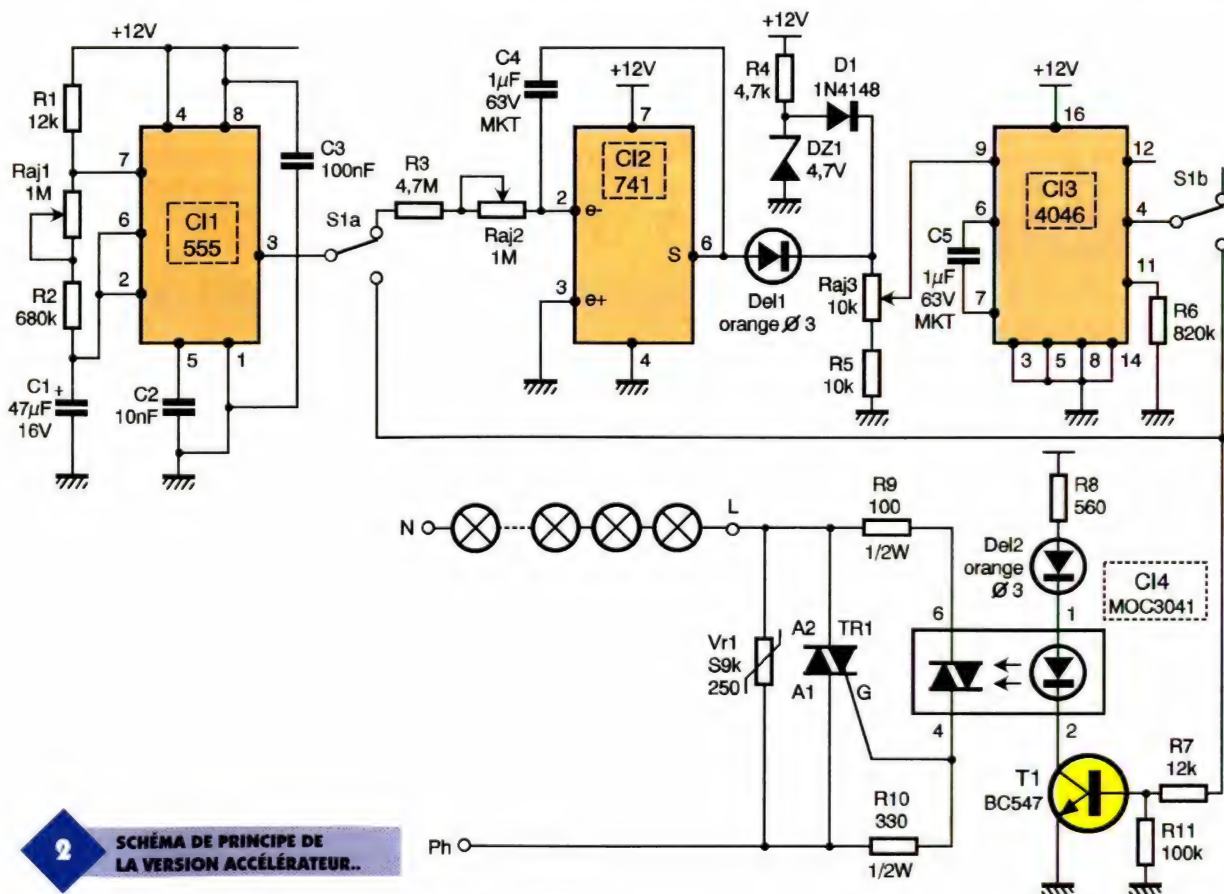 +12V
R1
12k
Raj1
1M
R2
680k
C1
+
47µF
16V
7
6
2
4
8
CI1
555
3
5
1
C2
10nF
C3
100nF
S1a
R3
4,7M
Raj2
1M
C4
1µF
63V
MKT
+12V
7
CI2
741
2
e-
3
e+
S
6
4
Del1
orange Ø 3
+12V
R4
4,7k
D1
1N4148
DZ1
4,7V
Raj3
10k
R5
10k
+12V
16
9
12
CI3
4046
6
4
C5
1µF
63V
MKT
7
11
3
5
8
14
R6
820k
S1b
N
L
R9
100
1/2W
Vr1
S9k
250
A2
TR1
A1
G
R10
330
1/2W
Ph
R8
560
Del2
orange
Ø 3
CI4
MOC3041
6
1
4
2
T1
BC547
R7
12k
R11
100k
2
SCHÉMA DE PRINCIPE DE
LA VERSION ACCÉLÉRATEUR..